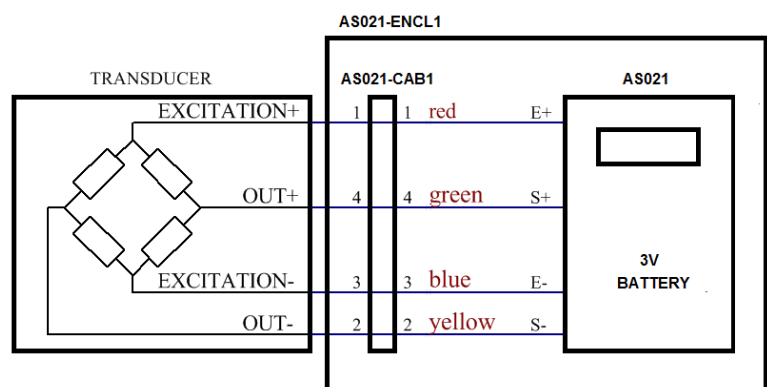 AS021-ENCL1
TRANSDUCER AS021-CAB1 AS021
EXCITATION+ 1 1 red E+
OUT+ 4 4 green S+
3V
BATTERY
EXCITATION- 3 3 blue E-
OUT- 2 2 yellow S-